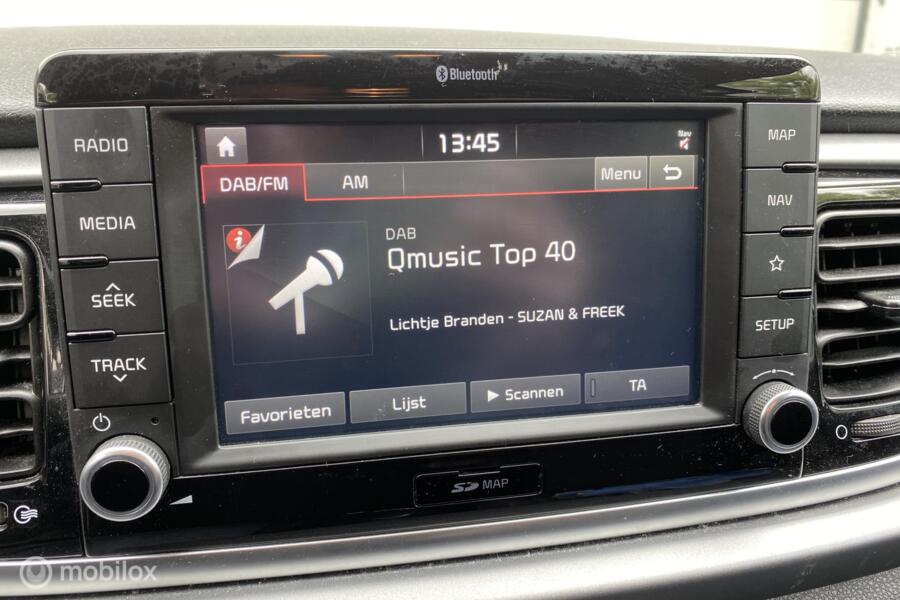 Bluetooth
RADIO
MEDIA
SEEK
TRACK
13:45
Nav
DAB/FM
AM
Menu
DAB
Qmusic Top 40
Lichtje Branden - SUZAN & FREEK
Favorieten
Lijst
Scannen
TA
MAP
NAV
SETUP
SD MAP
mobilox